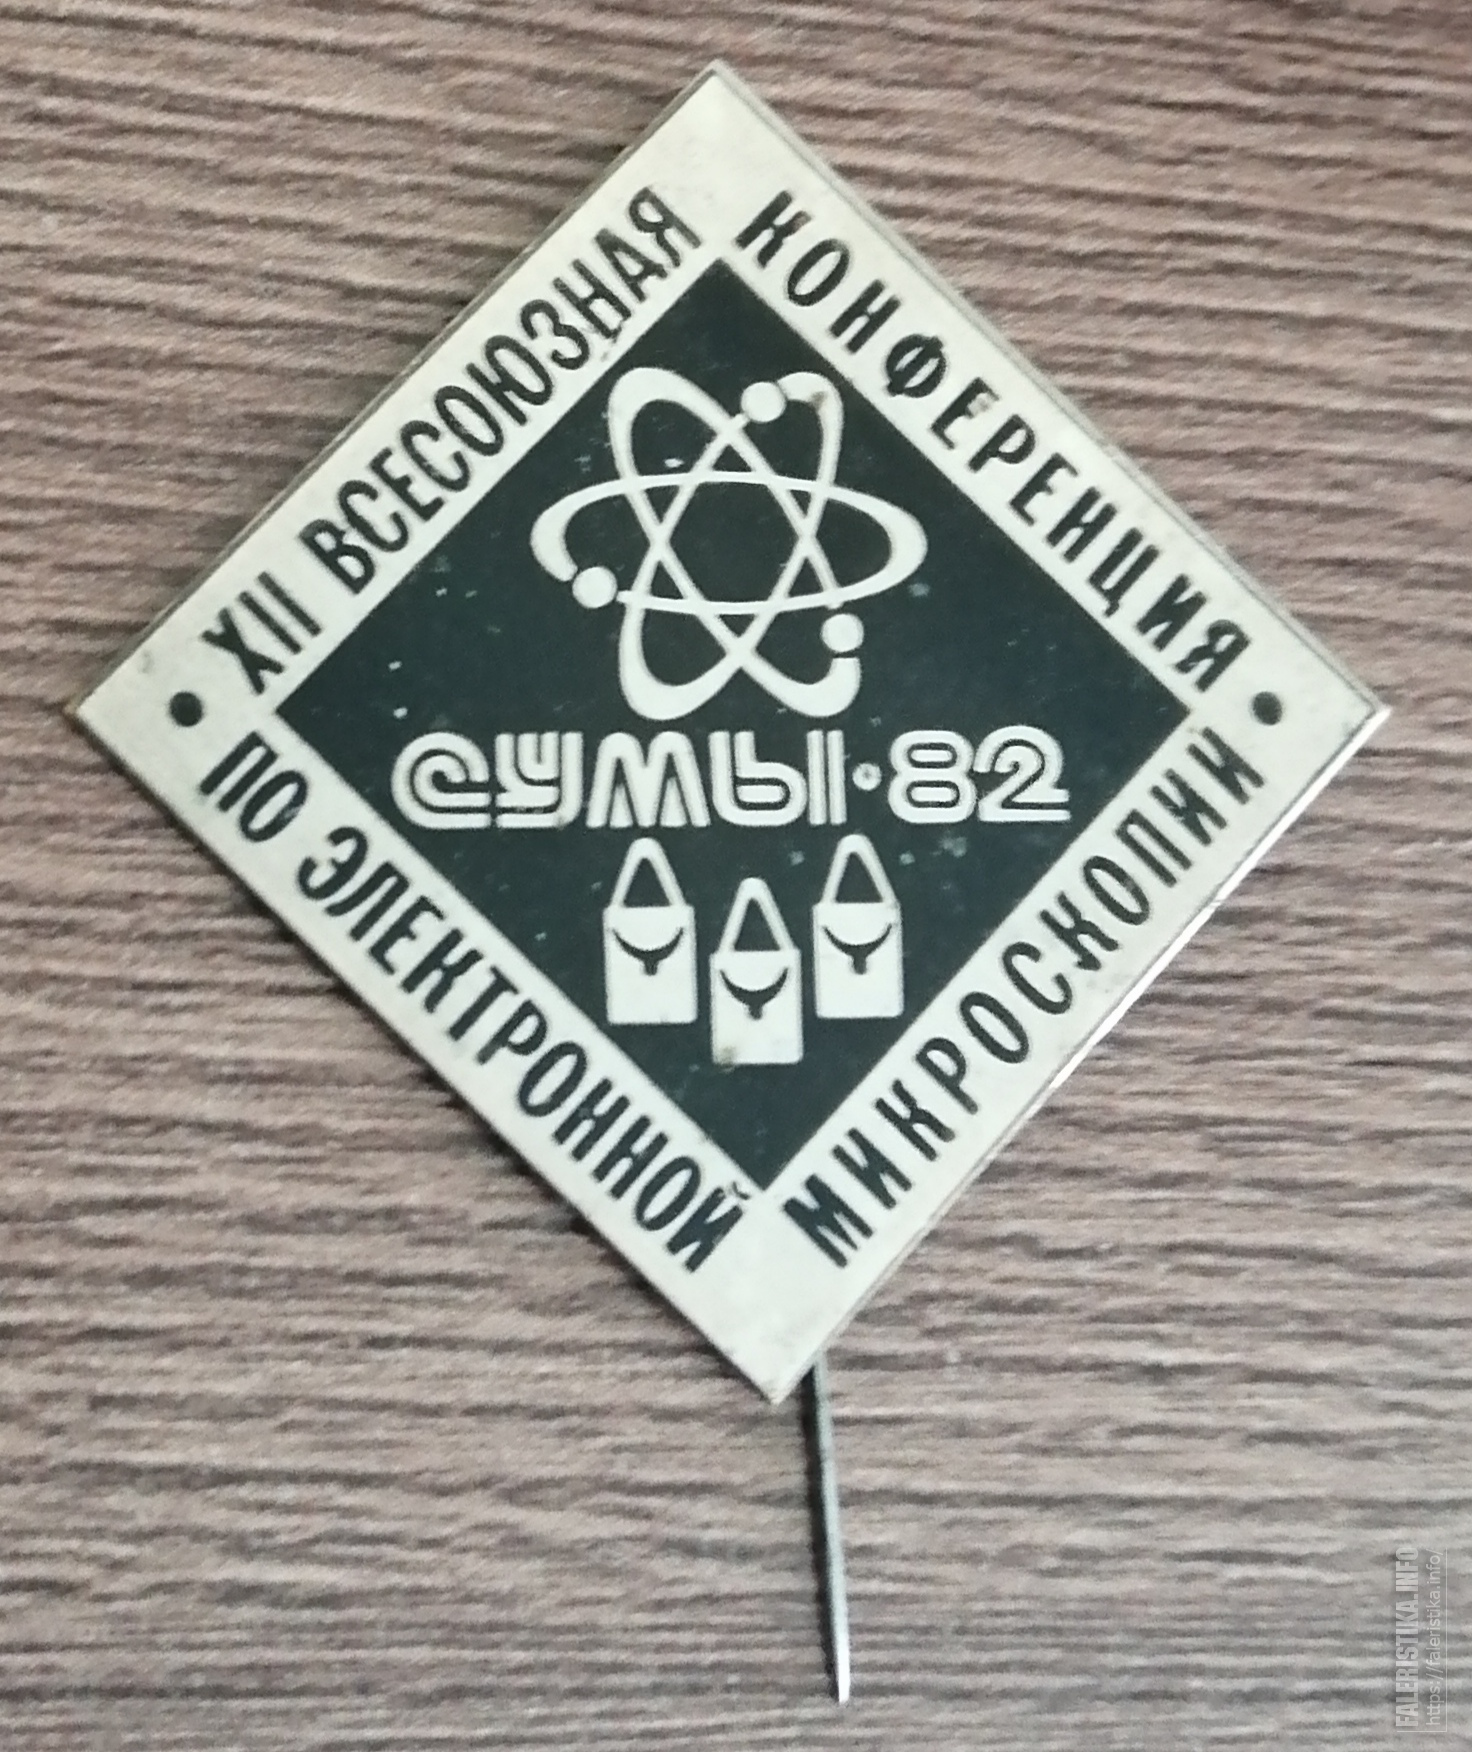 XII ВСЕСОЮЗНАЯ
КОНФЕРЕНЦИЯ
ПО ЭЛЕКТРОННОЙ
МИКРОСКОПИИ
СУМЫ·82
FALERISTIKA.INFO
https://faleristika.info/